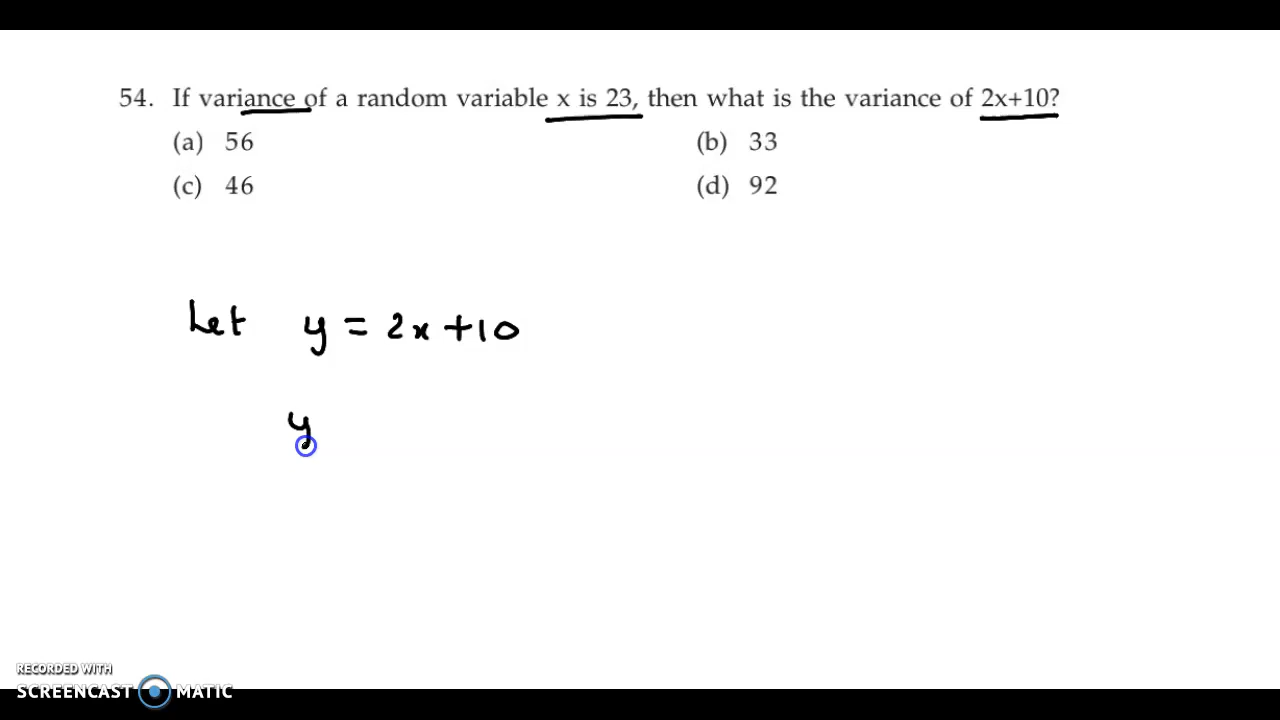 54. If variance of a random variable x is 23, then what is the variance of 2x+10?
(a) 56 (b) 33
(c) 46 (d) 92
Let y = 2x +10
y
RECORDED WITH
SCREENCAST MATIC